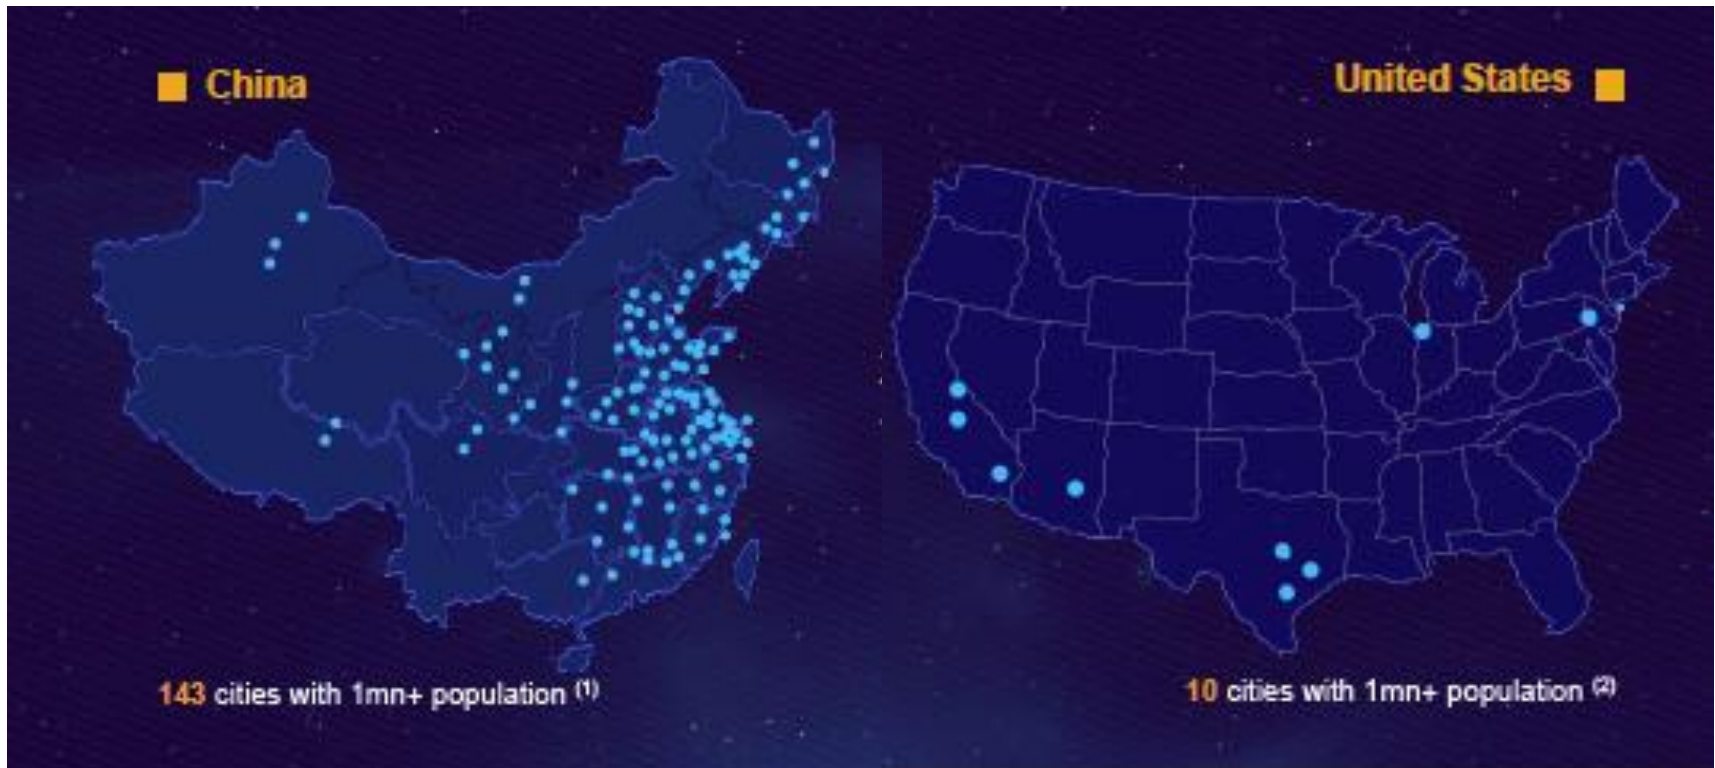 China
United States
143 cities with 1mn+ population (1)
10 cities with 1mn+ population (2)